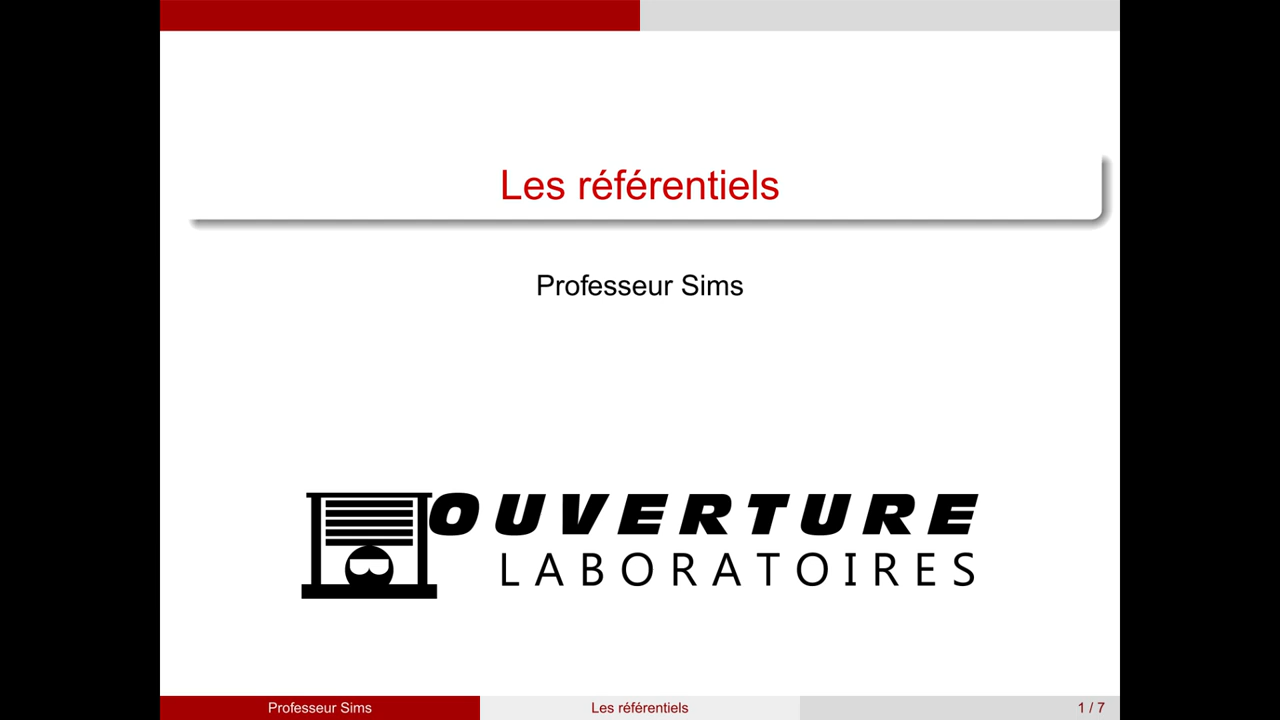 Les référentiels
Professeur Sims
OUVERTURE
LABORATOIRES
Professeur Sims
Les référentiels
1 / 7